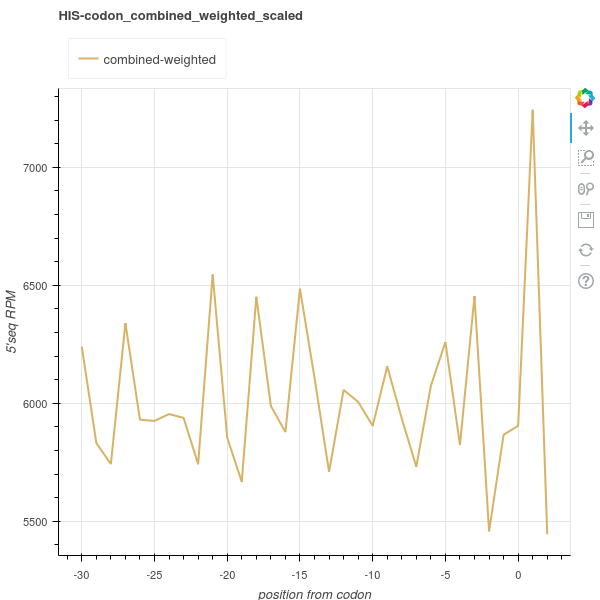 HIS-codon_combined_weighted_scaled
combined-weighted
7000
6500
6000
5500
5'seq RPM
-30 -25 -20 -15 -10 -5 0
position from codon